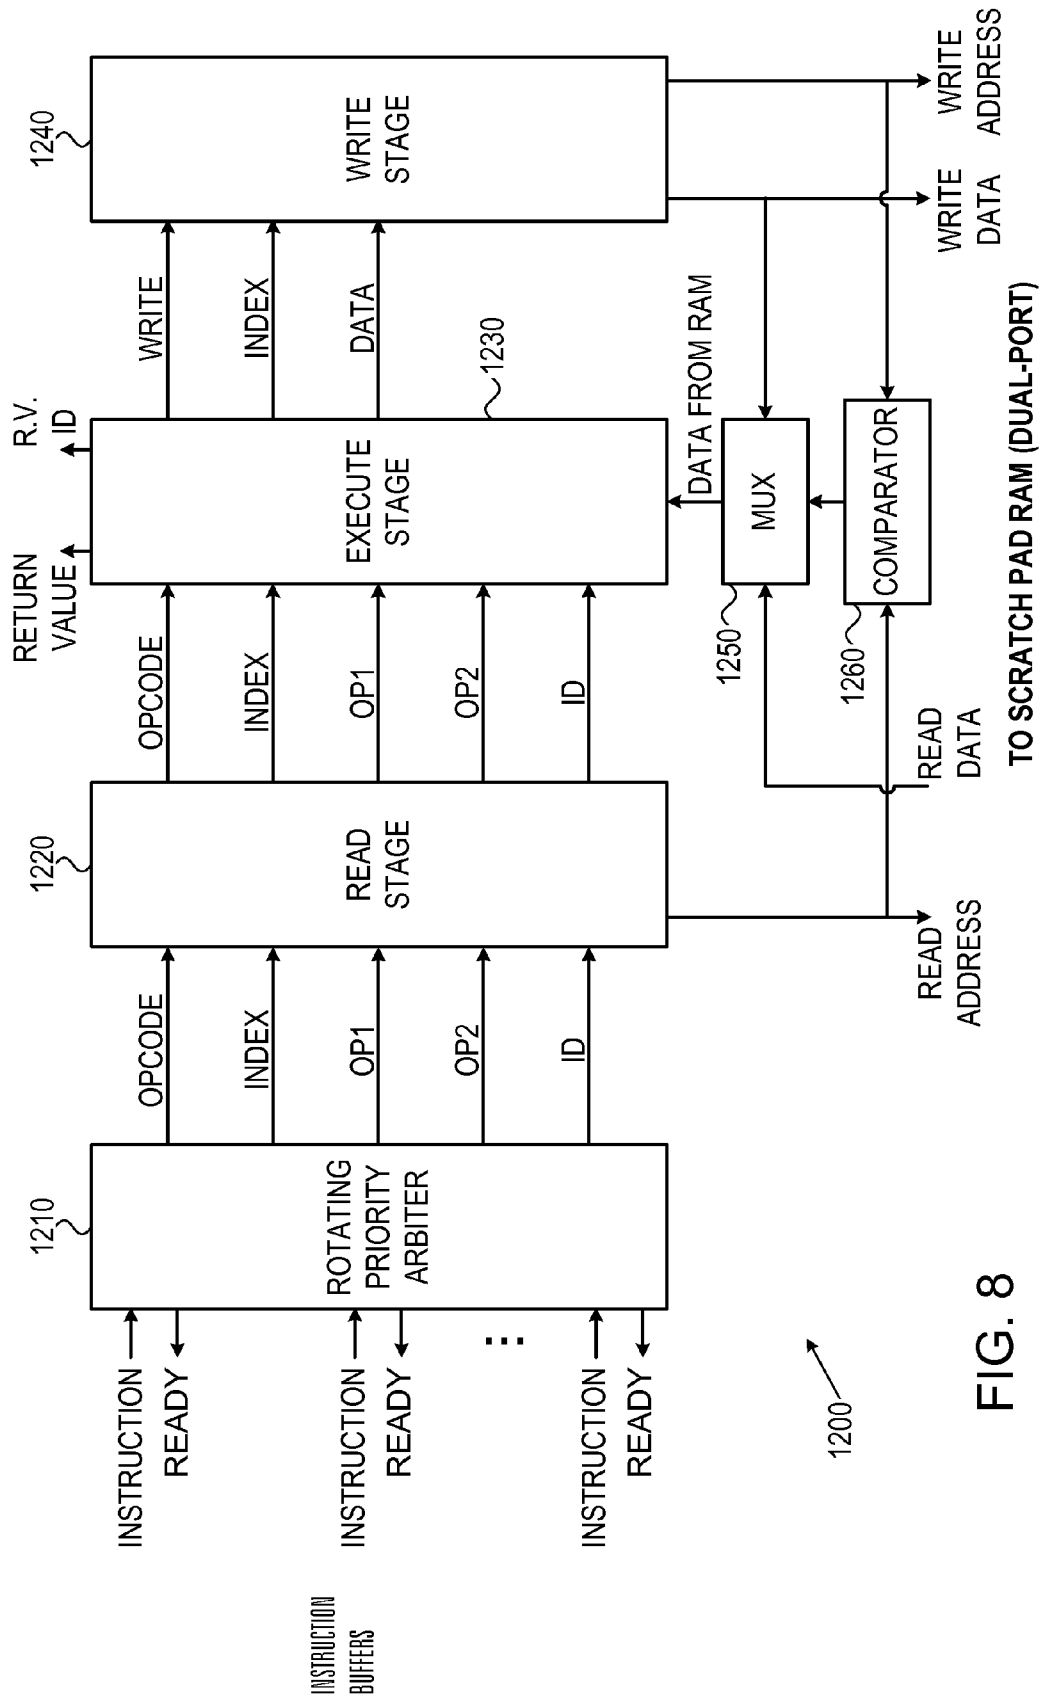 INSTRUCTION
BUFFERS
INSTRUCTION
READY
INSTRUCTION
READY
...
INSTRUCTION
READY
1210
ROTATING
PRIORITY
ARBITER
OPCODE
INDEX
OP1
OP2
ID
1220
READ
STAGE
OPCODE
INDEX
OP1
OP2
ID
RETURN
VALUE
R.V.
ID
EXECUTE
STAGE
1230
WRITE
INDEX
DATA
1240
WRITE
STAGE
DATA FROM RAM
1250
MUX
1260
COMPARATOR
READ
ADDRESS
READ
DATA
WRITE
DATA
WRITE
ADDRESS
TO SCRATCH PAD RAM (DUAL-PORT)
1200
FIG. 8